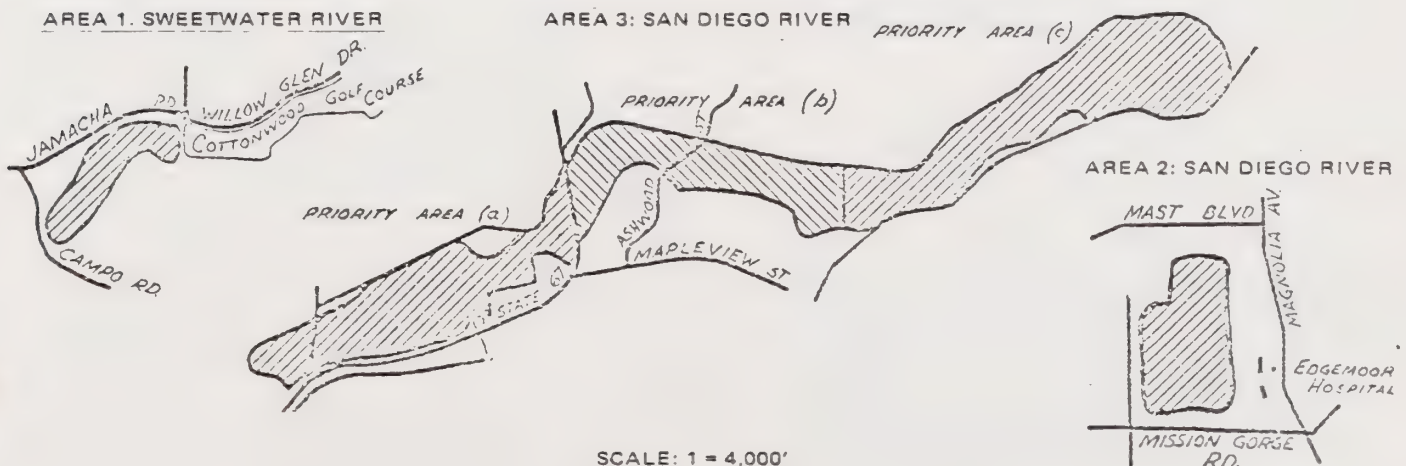 AREA 1. SWEETWATER RIVER
JAMACHA RD.
WILLOW GLEN DR.
COTTONWOOD GOLF COURSE
CAMPO RD.
AREA 3: SAN DIEGO RIVER
PRIORITY AREA (c)
PRIORITY AREA (b)
PRIORITY AREA (a)
ASHWOOD ST
MAPLEVIEW ST
STATE 67
AREA 2: SAN DIEGO RIVER
MAST BLVD
MAGNOLIA AV.
EDGEMOOR
HOSPITAL
MISSION GORGE
RD.
SCALE: 1 = 4,000'